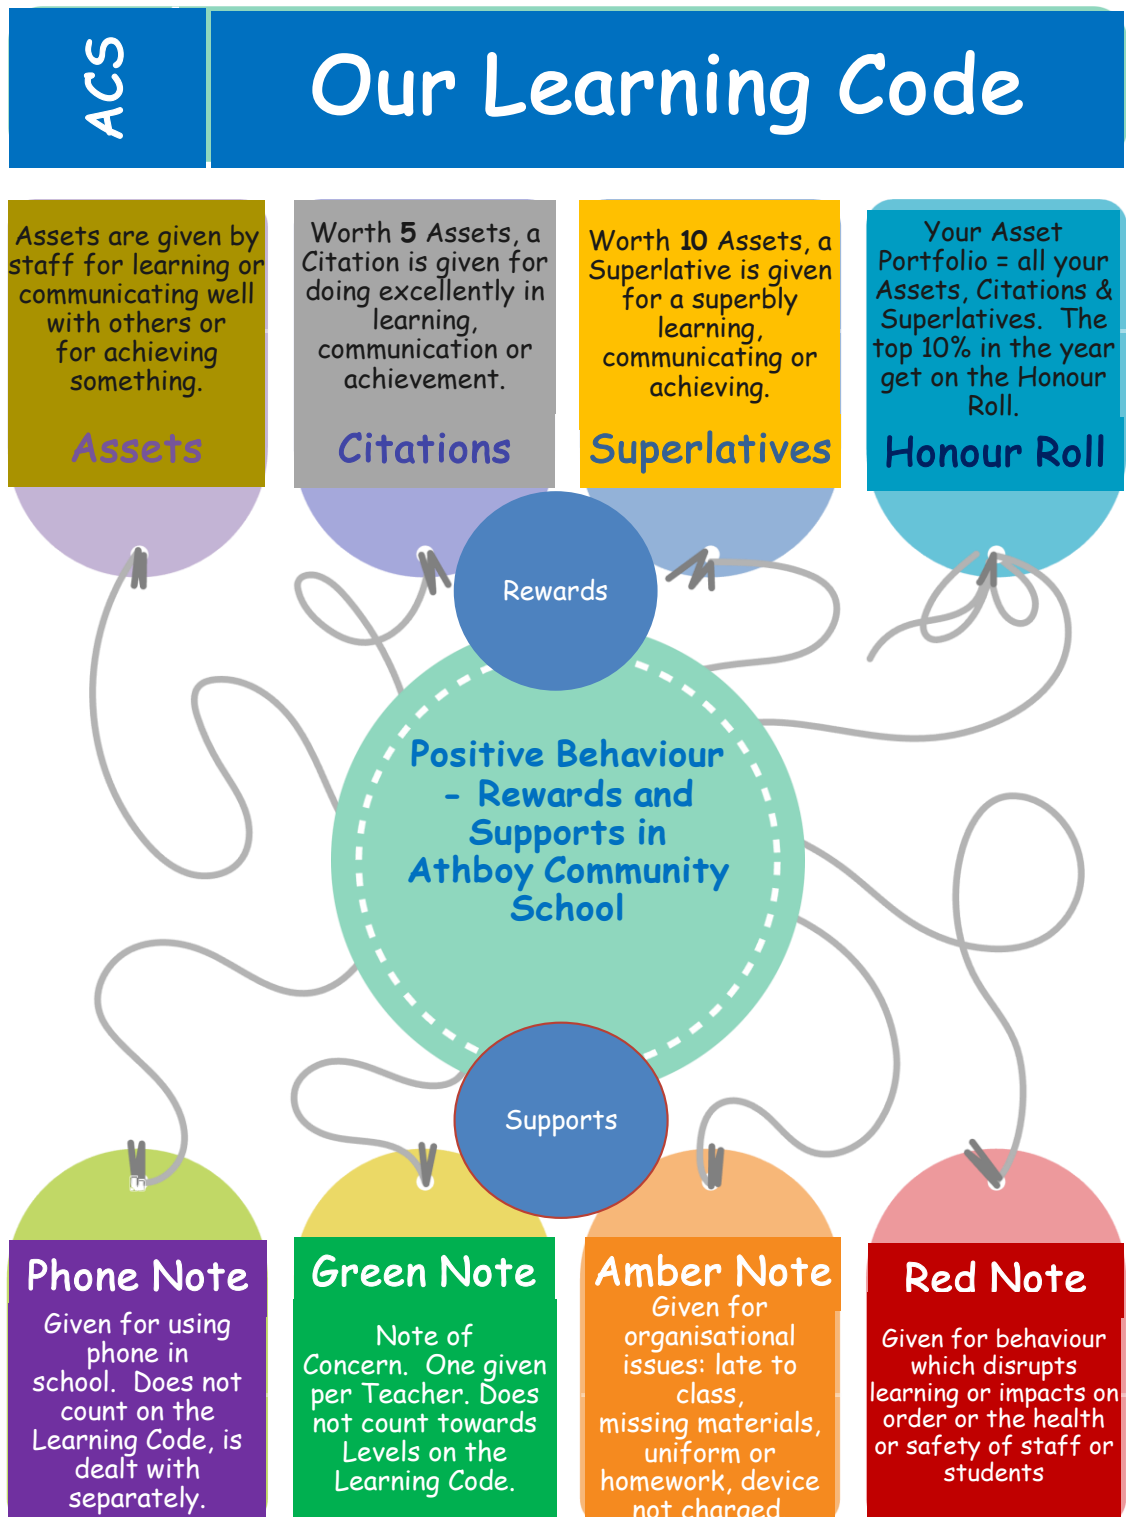 ACS
Our Learning Code
Assets are given by
staff for learning or
communicating well
with others or
for achieving
something.
Assets
Worth 5 Assets, a
Citation is given for
doing excellently in
learning,
communication or
achievement.
Citations
Worth 10 Assets, a
Superlative is given
for a superbly
learning,
communicating or
achieving.
Superlatives
Your Asset
Portfolio = all your
Assets, Citations &
Superlatives.  The
top 10% in the year
get on the Honour
Roll.
Honour Roll
Rewards
Positive Behaviour
- Rewards and
Supports in
Athboy Community
School
Supports
Phone Note
Given for using
phone in
school.  Does not
count on the
Learning Code, is
dealt with
separately.
Green Note
Note of
Concern.  One given
per Teacher. Does
not count towards
Levels on the
Learning Code.
Amber Note
Given for
organisational
issues: late to
class,
missing materials,
uniform or
homework, device
not charged
Red Note
Given for behaviour
which disrupts
learning or impacts on
order or the health
or safety of staff or
students